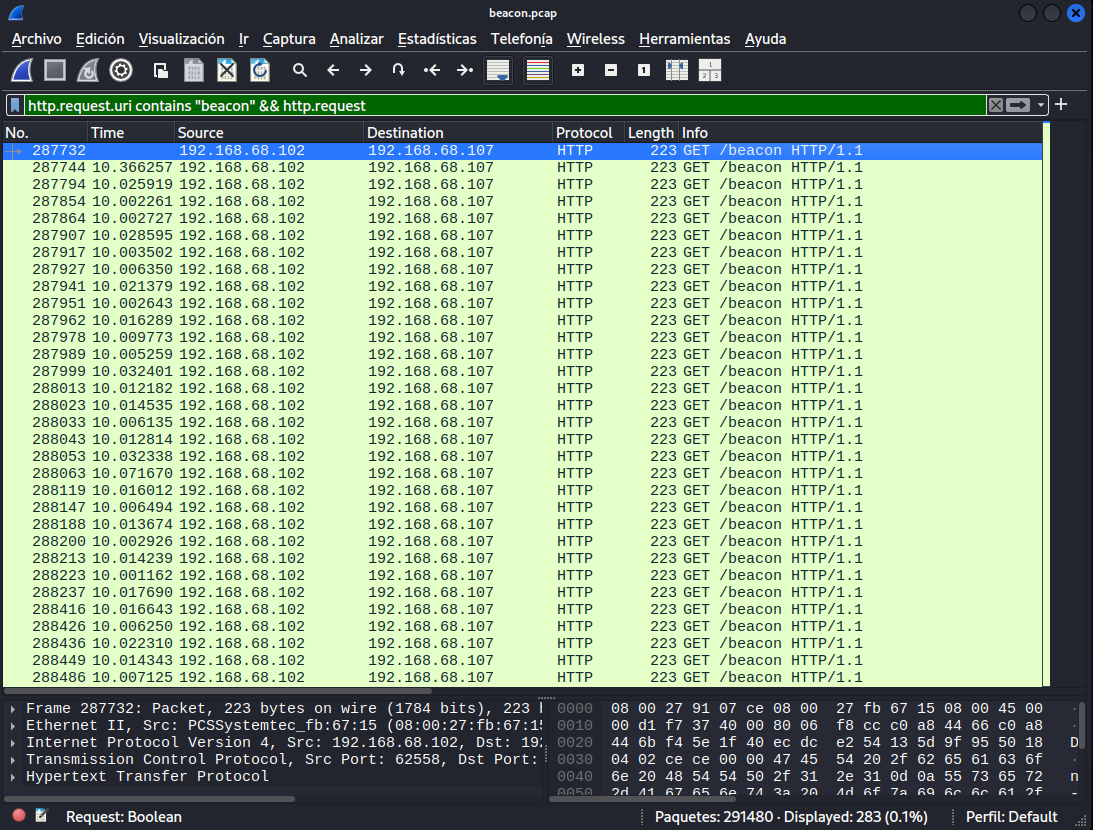 beacon.pcap
Archivo Edición Visualización Ir Captura Analizar Estadísticas Telefonía Wireless Herramientas Ayuda
http.request.uri contains "beacon" && http.request
No. Time Source Destination Protocol Length Info
287732 192.168.68.102 192.168.68.107 HTTP 223 GET /beacon HTTP/1.1
287744 10.366257 192.168.68.102 192.168.68.107 HTTP 223 GET /beacon HTTP/1.1
287794 10.025919 192.168.68.102 192.168.68.107 HTTP 223 GET /beacon HTTP/1.1
287854 10.002261 192.168.68.102 192.168.68.107 HTTP 223 GET /beacon HTTP/1.1
287864 10.002727 192.168.68.102 192.168.68.107 HTTP 223 GET /beacon HTTP/1.1
287907 10.028595 192.168.68.102 192.168.68.107 HTTP 223 GET /beacon HTTP/1.1
287917 10.003502 192.168.68.102 192.168.68.107 HTTP 223 GET /beacon HTTP/1.1
287927 10.006350 192.168.68.102 192.168.68.107 HTTP 223 GET /beacon HTTP/1.1
287941 10.021379 192.168.68.102 192.168.68.107 HTTP 223 GET /beacon HTTP/1.1
287951 10.002643 192.168.68.102 192.168.68.107 HTTP 223 GET /beacon HTTP/1.1
287962 10.016289 192.168.68.102 192.168.68.107 HTTP 223 GET /beacon HTTP/1.1
287978 10.009773 192.168.68.102 192.168.68.107 HTTP 223 GET /beacon HTTP/1.1
287989 10.005259 192.168.68.102 192.168.68.107 HTTP 223 GET /beacon HTTP/1.1
287999 10.032401 192.168.68.102 192.168.68.107 HTTP 223 GET /beacon HTTP/1.1
288013 10.012182 192.168.68.102 192.168.68.107 HTTP 223 GET /beacon HTTP/1.1
288023 10.014535 192.168.68.102 192.168.68.107 HTTP 223 GET /beacon HTTP/1.1
288033 10.006135 192.168.68.102 192.168.68.107 HTTP 223 GET /beacon HTTP/1.1
288043 10.012814 192.168.68.102 192.168.68.107 HTTP 223 GET /beacon HTTP/1.1
288053 10.032338 192.168.68.102 192.168.68.107 HTTP 223 GET /beacon HTTP/1.1
288063 10.071670 192.168.68.102 192.168.68.107 HTTP 223 GET /beacon HTTP/1.1
288119 10.016012 192.168.68.102 192.168.68.107 HTTP 223 GET /beacon HTTP/1.1
288147 10.006494 192.168.68.102 192.168.68.107 HTTP 223 GET /beacon HTTP/1.1
288188 10.013674 192.168.68.102 192.168.68.107 HTTP 223 GET /beacon HTTP/1.1
288200 10.002926 192.168.68.102 192.168.68.107 HTTP 223 GET /beacon HTTP/1.1
288213 10.014239 192.168.68.102 192.168.68.107 HTTP 223 GET /beacon HTTP/1.1
288223 10.001162 192.168.68.102 192.168.68.107 HTTP 223 GET /beacon HTTP/1.1
288237 10.017690 192.168.68.102 192.168.68.107 HTTP 223 GET /beacon HTTP/1.1
288416 10.016643 192.168.68.102 192.168.68.107 HTTP 223 GET /beacon HTTP/1.1
288426 10.006250 192.168.68.102 192.168.68.107 HTTP 223 GET /beacon HTTP/1.1
288436 10.022310 192.168.68.102 192.168.68.107 HTTP 223 GET /beacon HTTP/1.1
288449 10.014343 192.168.68.102 192.168.68.107 HTTP 223 GET /beacon HTTP/1.1
288486 10.007125 192.168.68.102 192.168.68.107 HTTP 223 GET /beacon HTTP/1.1
Frame 287732: Packet, 223 bytes on wire (1784 bits), 223
Ethernet II, Src: PCSSystemtec_fb:67:15 (08:00:27:fb:67:15
Internet Protocol Version 4, Src: 192.168.68.102, Dst: 192
Transmission Control Protocol, Src Port: 62558, Dst Port:
Hypertext Transfer Protocol
0000 08 00 27 91 07 ce 08 00 27 fb 67 15 08 00 45 00 ·
0010 00 d1 f7 37 40 00 80 06 f8 cc c0 a8 44 66 c0 a8 ·
0020 44 6b f4 5e 1f 40 ec dc e2 54 13 5d 9f 95 50 18 D
0030 04 02 ce ce 00 00 47 45 54 20 2f 62 65 61 63 6f ·
0040 6e 20 48 54 54 50 2f 31 2e 31 0d 0a 55 73 65 72 n
0050 2d 41 67 65 6e 74 3a 20 4d 6f 7a 69 6c 6c 61 2f -
Request: Boolean
Paquetes: 291480 · Displayed: 283 (0.1%)
Perfil: Default